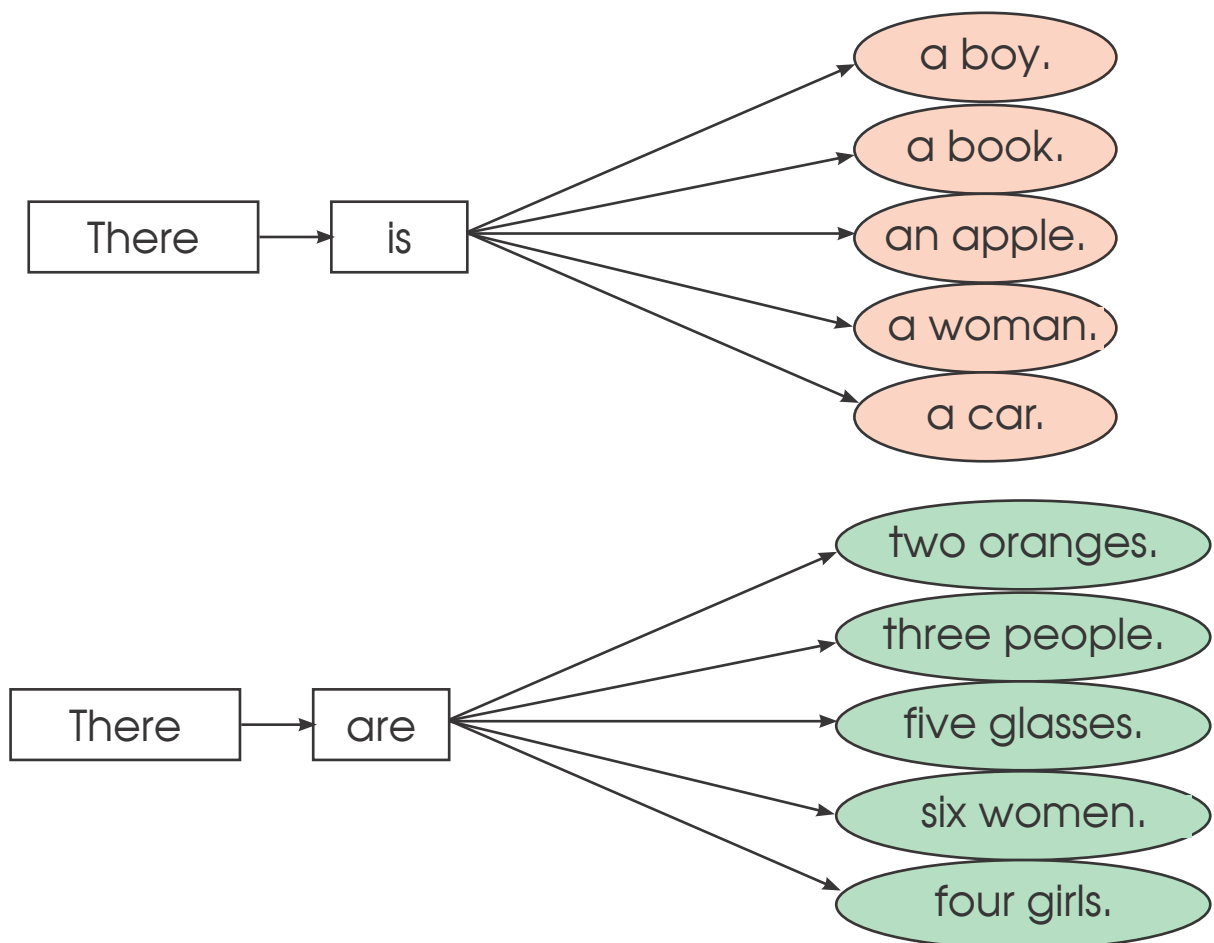 a boy.
a book.
There is an apple.
a woman.
a car.
two oranges.
three people.
There are five glasses.
six women.
four girls.